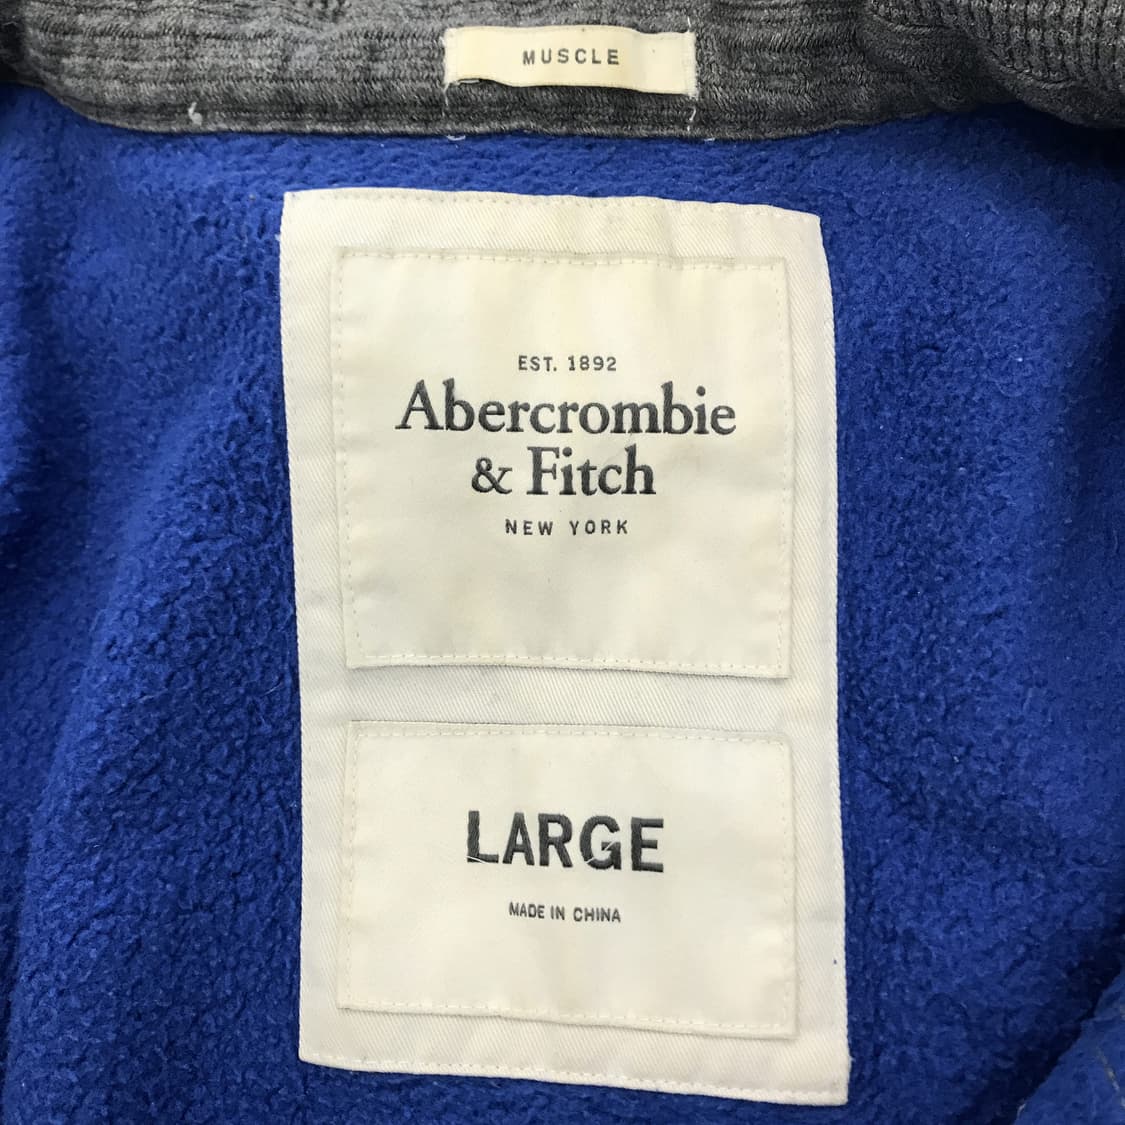 MUSCLE
EST. 1892
Abercrombie
& Fitch
NEW YORK
LARGE
MADE IN CHINA